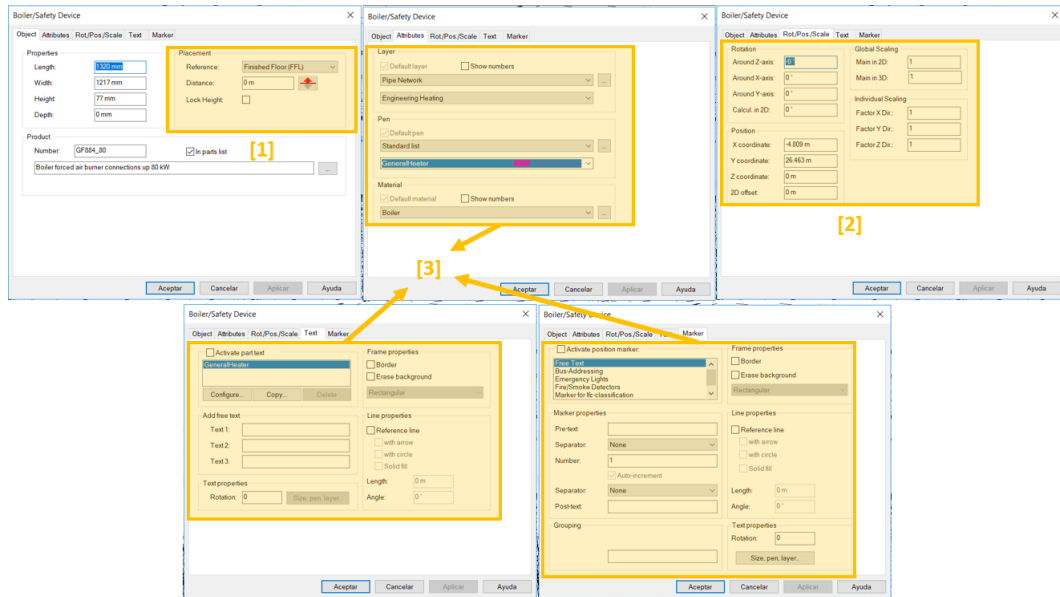 Boiler/Safety Device
Object Attributes Rot./Pos./Scale Text Marker
Properties
Length: 1320 mm
Width: 1217 mm
Height: 77 mm
Depth: 0 mm
Placement
Reference: Finished Floor (FFL)
Distance: 0 m
Lock Height:
[1]
Product
Number: GF884_80 In parts list
Boiler forced air burner connections up 80 kW ...
Aceptar Cancelar Aplicar Ayuda
Boiler/Safety Device
Object Attributes Rot./Pos./Scale Text Marker
Layer
Default layer Show numbers
Pipe Network ...
Engineering Heating
Pen
Default pen
Standard list ...
GeneralHeater
Material
Default material Show numbers
Boiler ...
[3]
Aceptar Cancelar Aplicar Ayuda
Boiler/Safety Device
Object Attributes Rot./Pos./Scale Text Marker
Rotation
Around Z-axis: -0 °
Around X-axis: 0 °
Around Y-axis: 0 °
Calcul. in 2D: 0 °
Position
X coordinate: -4.809 m
Y coordinate: 26.463 m
Z coordinate: 0 m
2D offset: 0 m
Global Scaling
Main in 2D: 1
Main in 3D: 1
Individual Scaling
Factor X Dir.: 1
Factor Y Dir.: 1
Factor Z Dir.: 1
[2]
Aceptar Cancelar Aplicar Ayuda
Boiler/Safety Device
Object Attributes Rot./Pos./Scale Text Marker
Activate part text
GeneralHeater
Configure... Copy... Delete
Add free text
Text 1:
Text 2:
Text 3:
Text properties
Rotation: 0 Size, pen, layer...
Frame properties
Border
Erase background
Rectangular
Line properties
Reference line
with arrow
with circle
Solid fill
Length: 0 m
Angle: 0 °
Aceptar Cancelar Aplicar Ayuda
Boiler/Safety Device
Object Attributes Rot./Pos./Scale Text Marker
Activate position marker:
Free Text
Bus-Addressing
Emergency Lights
Fire/Smoke Detectors
Marker for Ifc-classification
Marker properties
Pre-text
Separator: None
Number: 1
Auto-increment
Separator: None
Post-text:
Grouping
Frame properties
Border
Erase background
Rectangular
Line properties
Reference line
with arrow
with circle
Solid fill
Length: 0 m
Angle: 0 °
Text properties
Rotation: 0
Size, pen, layer..
Aceptar Cancelar Aplicar Ayuda